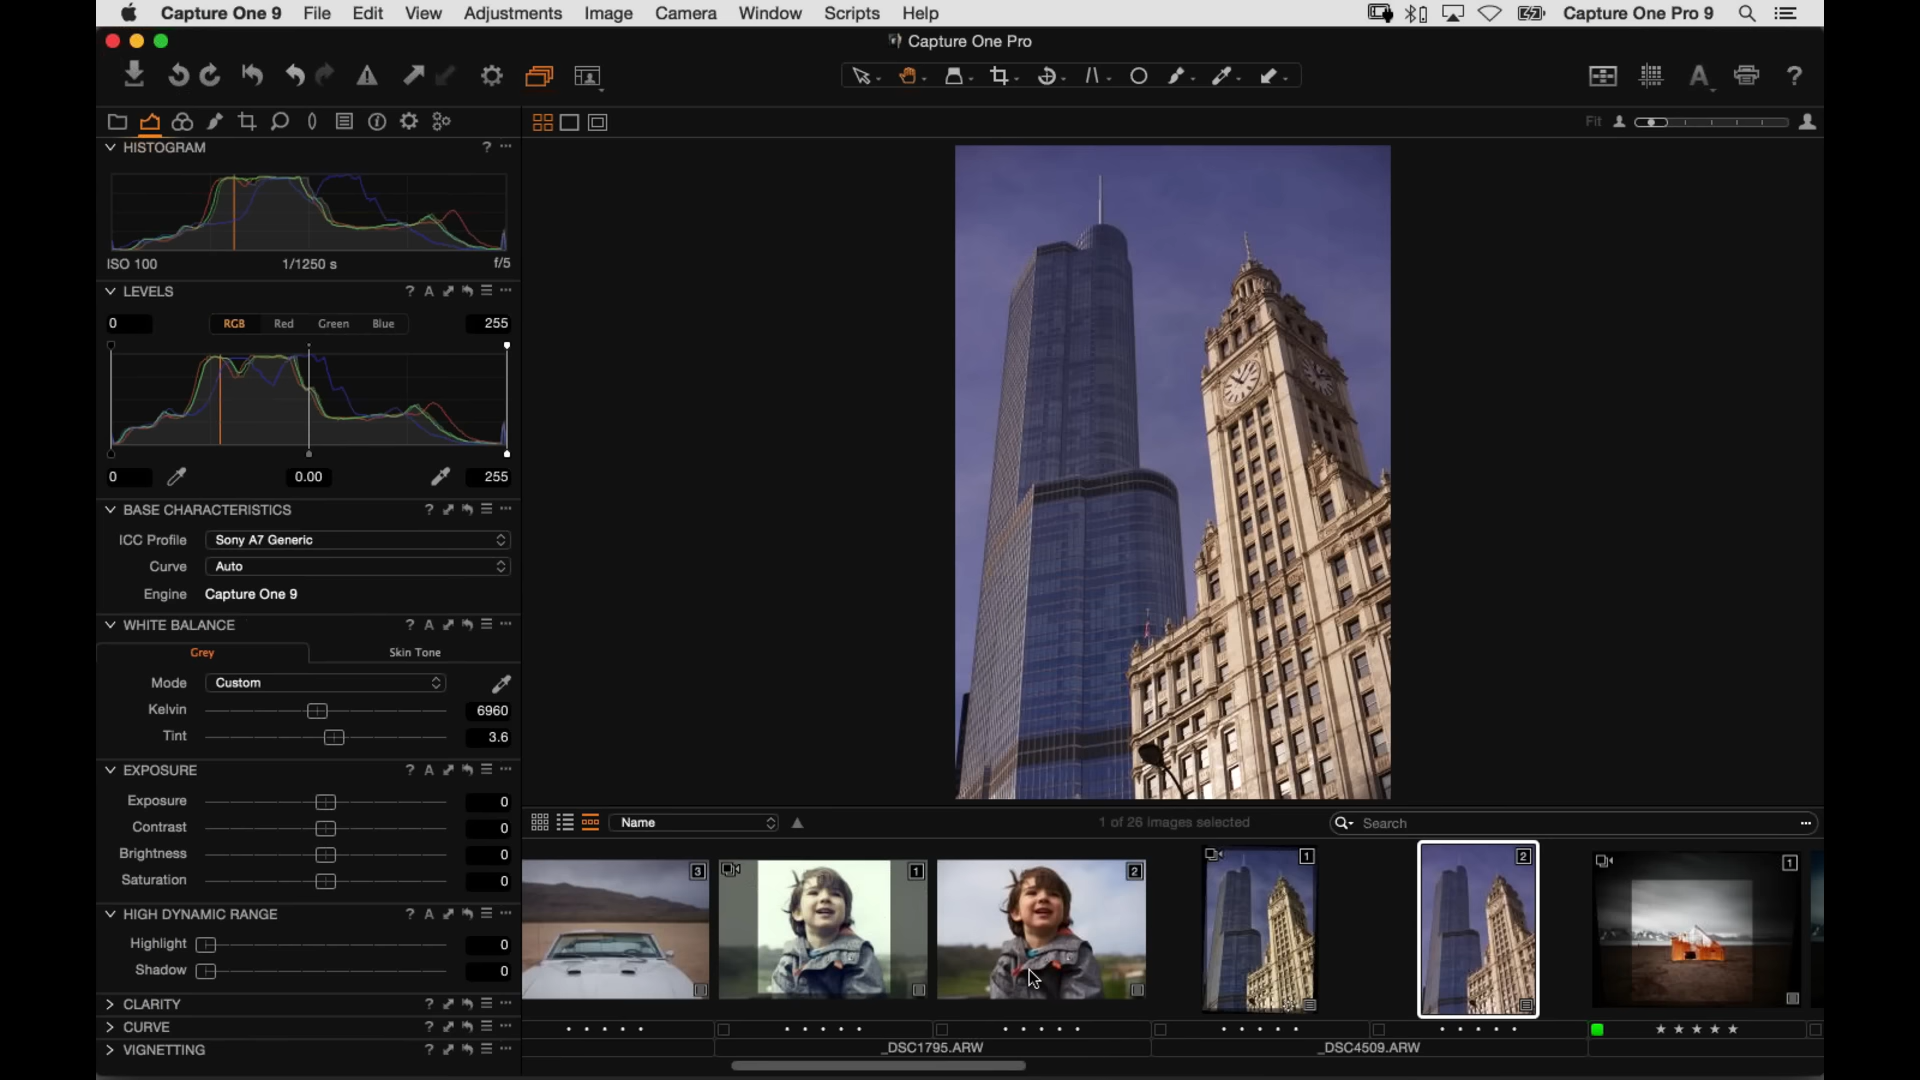 Capture One 9 File Edit View Adjustments Image Camera Window Scripts Help Capture One Pro 9
Capture One Pro
HISTOGRAM ?
ISO 100 1/1250 s f/5
LEVELS ? A
0 RGB Red Green Blue 255
0 0.00 255
BASE CHARACTERISTICS ?
ICC Profile Sony A7 Generic
Curve Auto
Engine Capture One 9
WHITE BALANCE ? A
Grey Skin Tone
Mode Custom
Kelvin 6960
Tint 3.6
EXPOSURE ? A
Exposure 0
Contrast 0
Brightness 0
Saturation 0
HIGH DYNAMIC RANGE ? A
Highlight 0
Shadow 0
CLARITY ?
CURVE ?
VIGNETTING ?
A ?
Fit
Name 1 of 26 images selected Search
3 1 2 1 2 1
_DSC1795.ARW _DSC4509.ARW